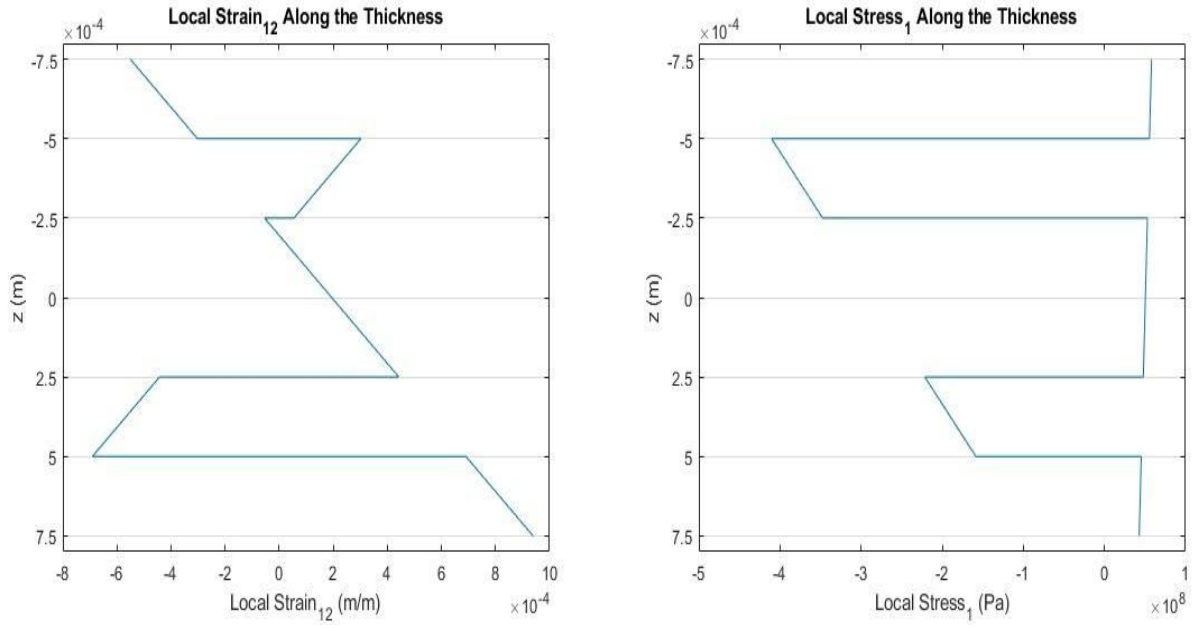 Local Strain12 Along the Thickness
×10-4
-7.5
-5
-2.5
0
2.5
5
7.5
z (m)
-8 -6 -4 -2 0 2 4 6 8 10
Local Strain12 (m/m)
×10-4
Local Stress1 Along the Thickness
×10-4
-7.5
-5
-2.5
0
2.5
5
7.5
z (m)
-5 -4 -3 -2 -1 0 1
Local Stress1 (Pa)
×108